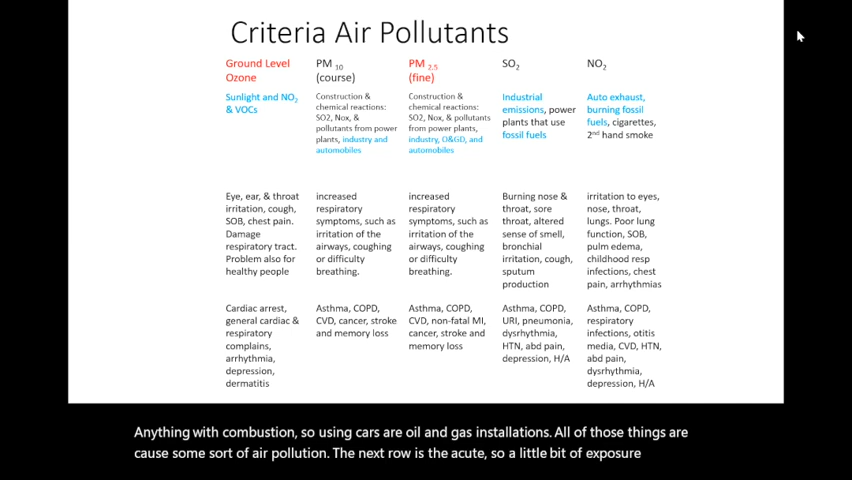 Criteria Air Pollutants
Ground Level
Ozone
PM 10
(course)
PM 2.5
(fine)
SO2
NO2
Sunlight and NO2
& VOCs
Construction &
chemical reactions:
SO2, Nox, &
pollutants from power
plants, industry and
automobiles
Construction &
chemical reactions:
SO2, Nox, & pollutants
from power plants,
industry, O&GD, and
automobiles
Industrial
emissions, power
plants that use
fossil fuels
Auto exhaust,
burning fossil
fuels, cigarettes,
2nd hand smoke
Eye, ear, & throat
irritation, cough,
SOB, chest pain.
Damage
respiratory tract.
Problem also for
healthy people
increased
respiratory
symptoms, such as
irritation of the
airways, coughing
or difficulty
breathing.
increased
respiratory
symptoms, such as
irritation of the
airways, coughing
or difficulty
breathing.
Burning nose &
throat, sore
throat, altered
sense of smell,
bronchial
irritation, cough,
sputum
production
irritation to eyes,
nose, throat,
lungs. Poor lung
function, SOB,
pulm edema,
childhood resp
infections, chest
pain, arrhythmias
Cardiac arrest,
general cardiac &
respiratory
complains,
arrhythmia,
depression,
dermatitis
Asthma, COPD,
CVD, cancer, stroke
and memory loss
Asthma, COPD,
CVD, non-fatal MI,
cancer, stroke and
memory loss
Asthma, COPD,
URI, pneumonia,
dysrhythmia,
HTN, abd pain,
depression, H/A
Asthma, COPD,
respiratory
infections, otitis
media, CVD, HTN,
abd pain,
dysrhythmia,
depression, H/A
Anything with combustion, so using cars are oil and gas installations. All of those things are
cause some sort of air pollution. The next row is the acute, so a little bit of exposure